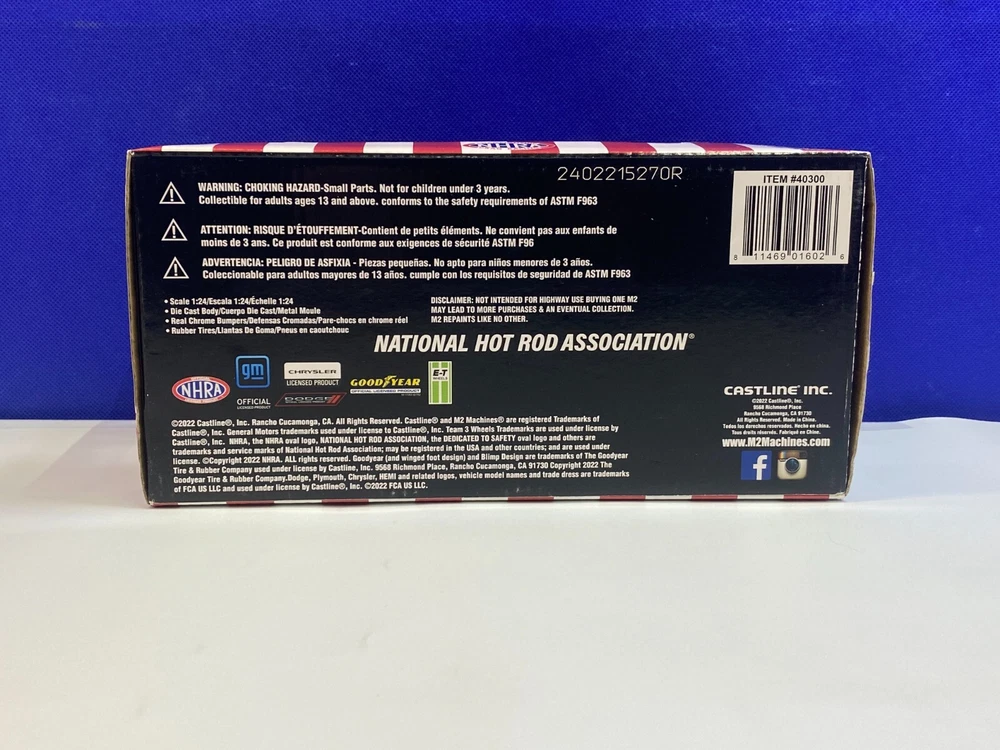 NHRA
2402215270R
WARNING: CHOKING HAZARD-Small Parts. Not for children under 3 years.
Collectible for adults ages 13 and above. conforms to the safety requirements of ASTM F963
ATTENTION: RISQUE D'ÉTOUFFEMENT-Contient de petits éléments. Ne convient pas aux enfants de
moins de 3 ans. Ce produit est conforme aux exigences de sécurité ASTM F96
ADVERTENCIA: PELIGRO DE ASFIXIA - Piezas pequeñas. No apto para niños menores de 3 años.
Coleccionable para adultos mayores de 13 años. cumple con los requisitos de seguridad de ASTM F963
ITEM #40300
8 11469 01602 6
• Scale 1:24/Escala 1:24/Échelle 1:24
• Die Cast Body/Cuerpo Die Cast/Metal Moule
• Real Chrome Bumpers/Defensas Cromadas/Pare-chocs en chrome réel
• Rubber Tires/Llantas De Goma/Pneus en caoutchouc
DISCLAIMER: NOT INTENDED FOR HIGHWAY USE BUYING ONE M2
MAY LEAD TO MORE PURCHASES & AN EVENTUAL COLLECTION.
M2 REPAINTS LIKE NO OTHER.
NATIONAL HOT ROD ASSOCIATION®
NHRA
gm
OFFICIAL
LICENSED PRODUCT
CHRYSLER
LICENSED PRODUCT
DODGE
GOODYEAR
OFFICIAL LICENSED PRODUCT
E-T
WHEELS
©2022 Castline®, Inc. Rancho Cucamonga, CA. All Rights Reserved. Castline® and M2 Machines® are registered Trademarks of
Castline®, Inc. General Motors trademarks used under license to Castline®, Inc. Team 3 Wheels Trademarks are used under license by
Castline®, Inc. NHRA, the NHRA oval logo, NATIONAL HOT ROD ASSOCIATION, the DEDICATED TO SAFETY oval logo and others are
trademarks and service marks of National Hot Rod Association; may be registered in the USA and other countries; and are used under
license. ©Copyright 2022 NHRA. ALL rights reserved. Goodyear (and winged foot design) and Blimp Design are trademarks of The Goodyear
Tire & Rubber Company used under license by Castline, Inc. 9568 Richmond Place, Rancho Cucamonga, CA 91730 Copyright 2022 The
Goodyear Tire & Rubber Company.Dodge, Plymouth, Chrysler, HEMI and related logos, vehicle model names and trade dress are trademarks
of FCA US LLC and used under license by Castline®, Inc. ©2022 FCA US LLC.
CASTLINE® INC.
©2022 Castline®, Inc.
9568 Richmond Place
Rancho Cucamonga, CA 91730
All Rights Reserved. Made in China.
Todos los derechos reservados. Hecho en china.
Tous droits réservés. Fabriqué en Chine.
www.M2Machines.com
f